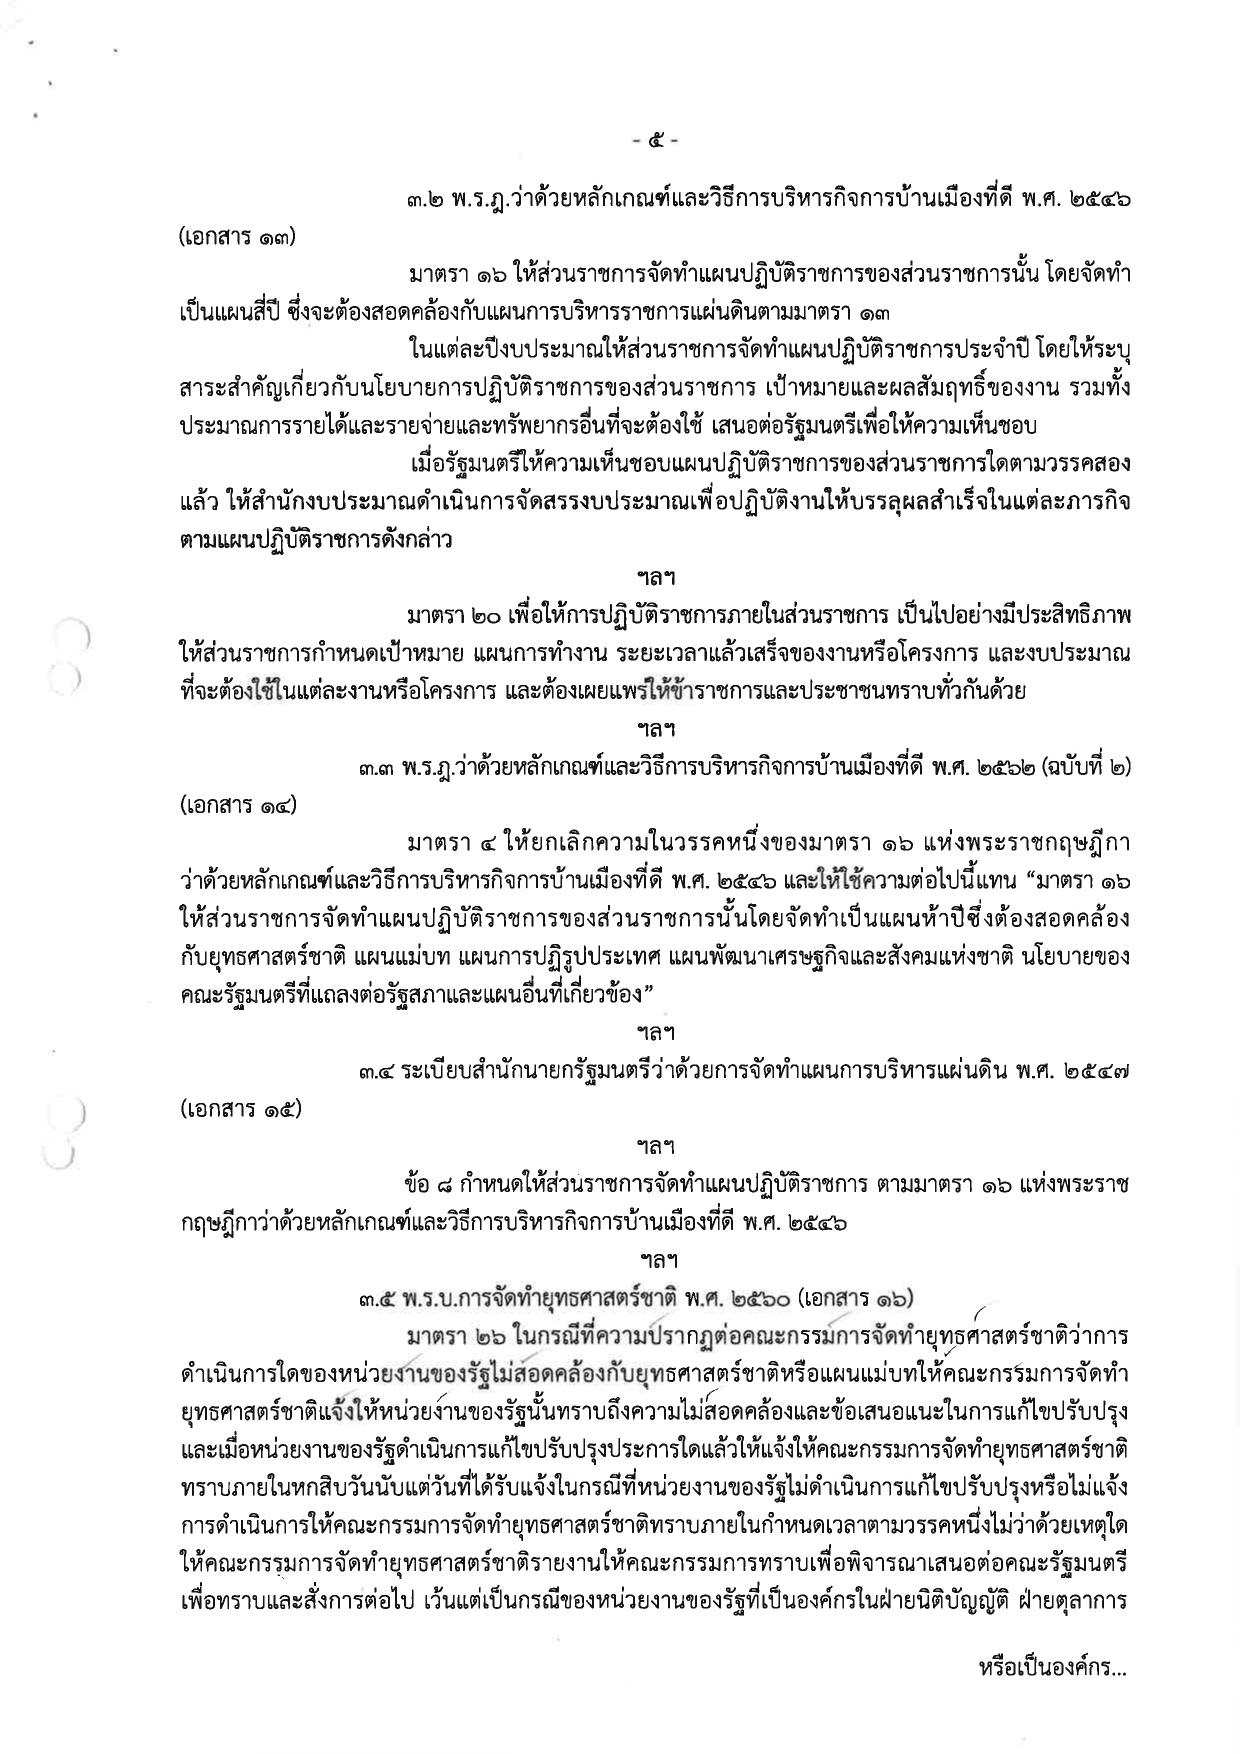 - ๕ -
๓.๒ พ.ร.ฎ.ว่าด้วยหลักเกณฑ์และวิธีการบริหารกิจการบ้านเมืองที่ดี พ.ศ. ๒๕๔๖
(เอกสาร ๑๓)
มาตรา ๑๖ ให้ส่วนราชการจัดทำแผนปฏิบัติราชการของส่วนราชการนั้น โดยจัดทำ
เป็นแผนสี่ปี ซึ่งจะต้องสอดคล้องกับแผนการบริหารราชการแผ่นดินตามมาตรา ๑๓
ในแต่ละปีงบประมาณให้ส่วนราชการจัดทำแผนปฏิบัติราชการประจำปี โดยให้ระบุ
สาระสำคัญเกี่ยวกับนโยบายการปฏิบัติราชการของส่วนราชการ เป้าหมายและผลสัมฤทธิ์ของงาน รวมทั้ง
ประมาณการรายได้และรายจ่ายและทรัพยากรอื่นที่จะต้องใช้ เสนอต่อรัฐมนตรีเพื่อให้ความเห็นชอบ
เมื่อรัฐมนตรีให้ความเห็นชอบแผนปฏิบัติราชการของส่วนราชการใดตามวรรคสอง
แล้ว ให้สำนักงบประมาณดำเนินการจัดสรรงบประมาณเพื่อปฏิบัติงานให้บรรลุผลสำเร็จในแต่ละภารกิจ
ตามแผนปฏิบัติราชการดังกล่าว
ฯลฯ
มาตรา ๒๐ เพื่อให้การปฏิบัติราชการภายในส่วนราชการ เป็นไปอย่างมีประสิทธิภาพ
ให้ส่วนราชการกำหนดเป้าหมาย แผนการทำงาน ระยะเวลาแล้วเสร็จของงานหรือโครงการ และงบประมาณ
ที่จะต้องใช้ในแต่ละงานหรือโครงการ และต้องเผยแพร่ให้ข้าราชการและประชาชนทราบทั่วกันด้วย
ฯลฯ
๓.๓ พ.ร.ฎ.ว่าด้วยหลักเกณฑ์และวิธีการบริหารกิจการบ้านเมืองที่ดี พ.ศ. ๒๕๖๒ (ฉบับที่ ๒)
(เอกสาร ๑๔)
มาตรา ๔ ให้ยกเลิกความในวรรคหนึ่งของมาตรา ๑๖ แห่งพระราชกฤษฎีกา
ว่าด้วยหลักเกณฑ์และวิธีการบริหารกิจการบ้านเมืองที่ดี พ.ศ. ๒๕๔๖ และให้ใช้ความต่อไปนี้แทน “มาตรา ๑๖
ให้ส่วนราชการจัดทำแผนปฏิบัติราชการของส่วนราชการนั้นโดยจัดทำเป็นแผนห้าปีซึ่งต้องสอดคล้อง
กับยุทธศาสตร์ชาติ แผนแม่บท แผนการปฏิรูปประเทศ แผนพัฒนาเศรษฐกิจและสังคมแห่งชาติ นโยบายของ
คณะรัฐมนตรีที่แถลงต่อรัฐสภาและแผนอื่นที่เกี่ยวข้อง”
ฯลฯ
๓.๔ ระเบียบสำนักนายกรัฐมนตรีว่าด้วยการจัดทำแผนการบริหารแผ่นดิน พ.ศ. ๒๕๔๗
(เอกสาร ๑๕)
ฯลฯ
ข้อ ๘ กำหนดให้ส่วนราชการจัดทำแผนปฏิบัติราชการ ตามมาตรา ๑๖ แห่งพระราช
กฤษฎีกาว่าด้วยหลักเกณฑ์และวิธีการบริหารกิจการบ้านเมืองที่ดี พ.ศ. ๒๕๔๖
ฯลฯ
๓.๕ พ.ร.บ.การจัดทำยุทธศาสตร์ชาติ พ.ศ. ๒๕๖๐ (เอกสาร ๑๖)
มาตรา ๒๖ ในกรณีที่ความปรากฏต่อคณะกรรมการจัดทำยุทธศาสตร์ชาติว่าการ
ดำเนินการใดของหน่วยงานของรัฐไม่สอดคล้องกับยุทธศาสตร์ชาติหรือแผนแม่บทให้คณะกรรมการจัดทำ
ยุทธศาสตร์ชาติแจ้งให้หน่วยงานของรัฐนั้นทราบถึงความไม่สอดคล้องและข้อเสนอแนะในการแก้ไขปรับปรุง
และเมื่อหน่วยงานของรัฐดำเนินการแก้ไขปรับปรุงประการใดแล้วให้แจ้งให้คณะกรรมการจัดทำยุทธศาสตร์ชาติ
ทราบภายในหกสิบวันนับแต่วันที่ได้รับแจ้งในกรณีที่หน่วยงานของรัฐไม่ดำเนินการแก้ไขปรับปรุงหรือไม่แจ้ง
การดำเนินการให้คณะกรรมการจัดทำยุทธศาสตร์ชาติทราบภายในกำหนดเวลาตามวรรคหนึ่งไม่ว่าด้วยเหตุใด
ให้คณะกรรมการจัดทำยุทธศาสตร์ชาติรายงานให้คณะกรรมการทราบเพื่อพิจารณาเสนอต่อคณะรัฐมนตรี
เพื่อทราบและสั่งการต่อไป เว้นแต่เป็นกรณีของหน่วยงานของรัฐที่เป็นองค์กรในฝ่ายนิติบัญญัติ ฝ่ายตุลาการ
หรือเป็นองค์กร...